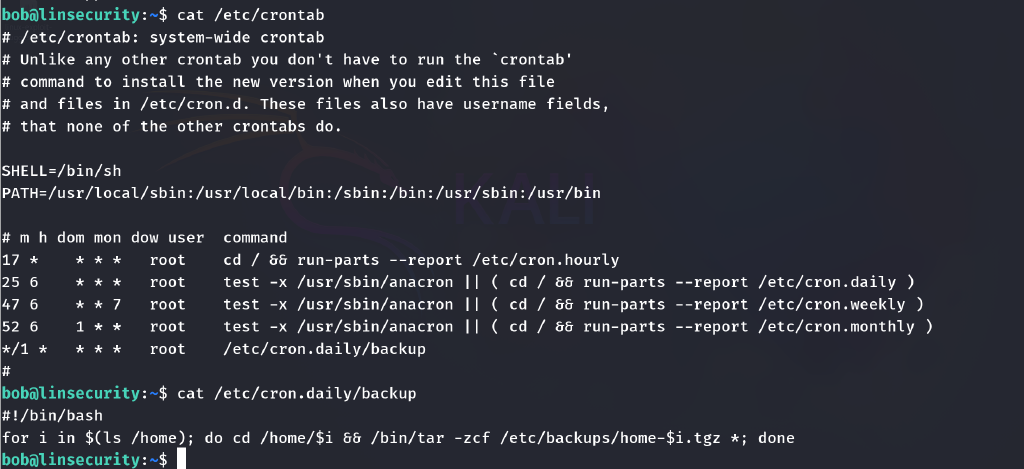 bob@linsecurity:~$ cat /etc/crontab
# /etc/crontab: system-wide crontab
# Unlike any other crontab you don't have to run the `crontab'
# command to install the new version when you edit this file
# and files in /etc/cron.d. These files also have username fields,
# that none of the other crontabs do.
SHELL=/bin/sh
PATH=/usr/local/sbin:/usr/local/bin:/sbin:/bin:/usr/sbin:/usr/bin
# m h dom mon dow user  command
17 *    * * *   root    cd / && run-parts --report /etc/cron.hourly
25 6    * * *   root    test -x /usr/sbin/anacron || ( cd / && run-parts --report /etc/cron.daily )
47 6    * * 7   root    test -x /usr/sbin/anacron || ( cd / && run-parts --report /etc/cron.weekly )
52 6    1 * *   root    test -x /usr/sbin/anacron || ( cd / && run-parts --report /etc/cron.monthly )
*/1 *   * * *   root    /etc/cron.daily/backup
#
bob@linsecurity:~$ cat /etc/cron.daily/backup
#!/bin/bash
for i in $(ls /home); do cd /home/$i && /bin/tar -zcf /etc/backups/home-$i.tgz *; done
bob@linsecurity:~$
KALI